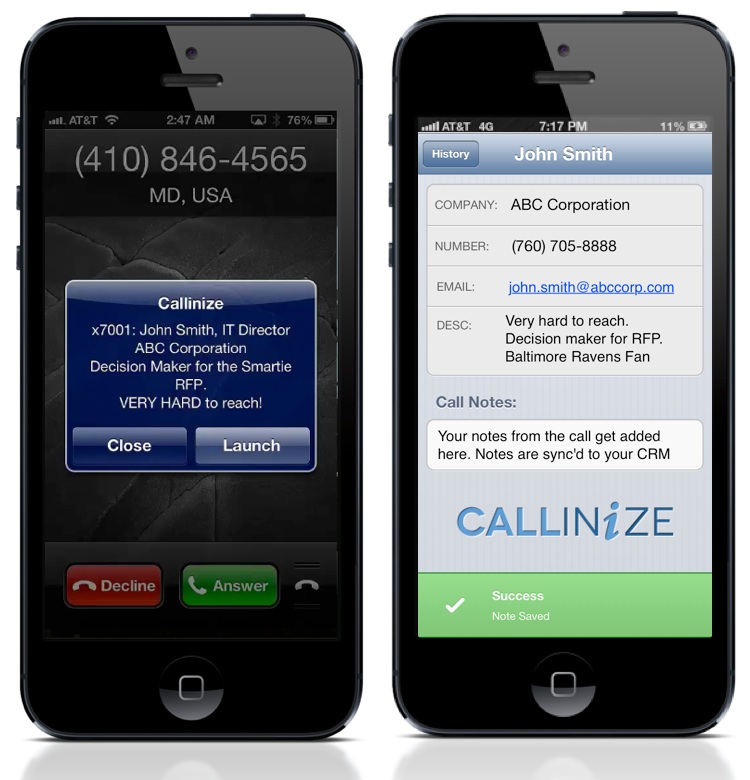 AT&T 2:47 AM 76%
(410) 846-4565
MD, USA
Callinize
x7001: John Smith, IT Director
ABC Corporation
Decision Maker for the Smartie
RFP.
VERY HARD to reach!
Close Launch
Decline Answer
AT&T 4G 7:17 PM 11%
History John Smith
COMPANY: ABC Corporation
NUMBER: (760) 705-8888
EMAIL: john.smith@abccorp.com
DESC: Very hard to reach.
Decision maker for RFP.
Baltimore Ravens Fan
Call Notes:
Your notes from the call get added
here. Notes are sync'd to your CRM
CALLINiZE
Success
Note Saved